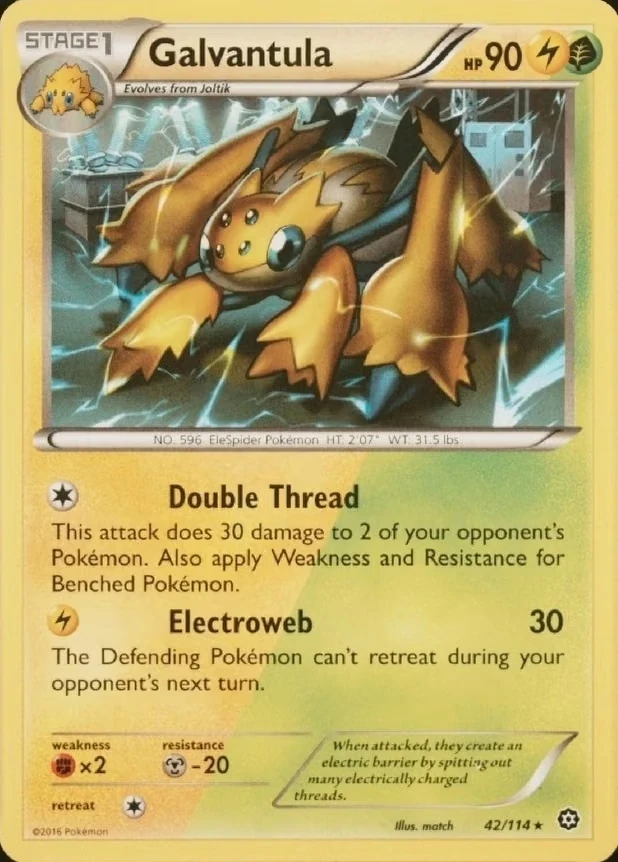 STAGE1
Galvantula
HP 90
Evolves from Joltik
NO. 596 EleSpider Pokémon HT: 2'07" WT: 31.5 lbs
Double Thread
This attack does 30 damage to 2 of your opponent's
Pokémon. Also apply Weakness and Resistance for
Benched Pokémon.
Electroweb 30
The Defending Pokémon can't retreat during your
opponent's next turn.
weakness resistance
×2 -20
When attacked, they create an
electric barrier by spitting out
many electrically charged
threads.
retreat
©2016 Pokémon
Illus. match 42/114 ★